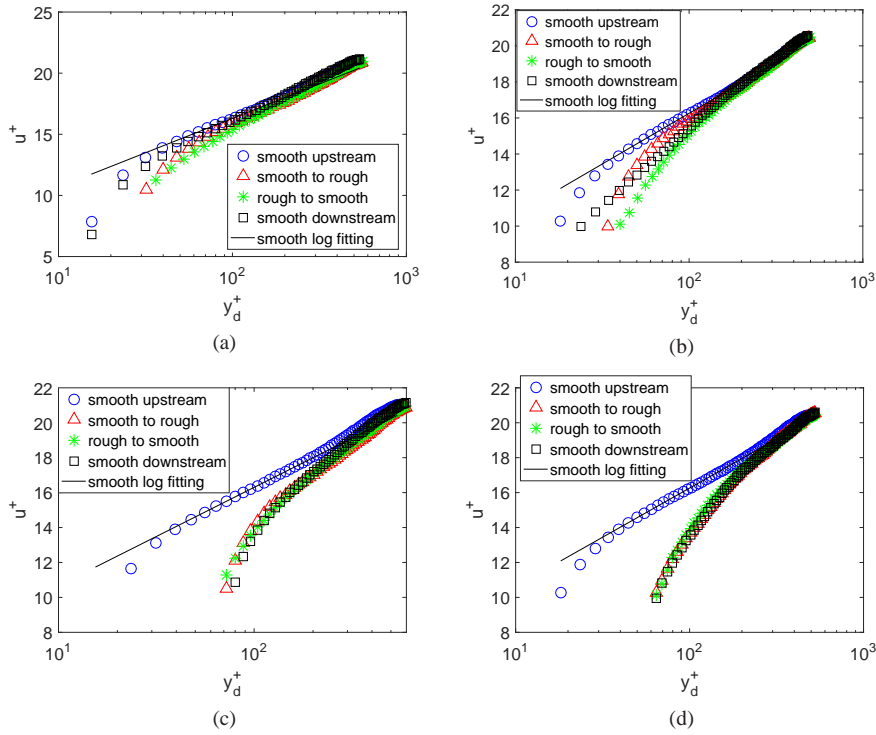 25
20
15
10
5
u+
smooth upstream
smooth to rough
rough to smooth
smooth downstream
smooth log fitting
10^1 10^2 10^3
y_d^+
(a)
22
20
18
16
14
12
10
8
u+
smooth upstream
smooth to rough
rough to smooth
smooth downstream
smooth log fitting
10^1 10^2 10^3
y_d^+
(b)
22
20
18
16
14
12
10
8
u+
smooth upstream
smooth to rough
rough to smooth
smooth downstream
smooth log fitting
10^2
y_d^+
(c)
22
20
18
16
14
12
10
8
u+
smooth upstream
smooth to rough
rough to smooth
smooth downstream
smooth log fitting
10^1 10^2 10^3
y_d^+
(d)